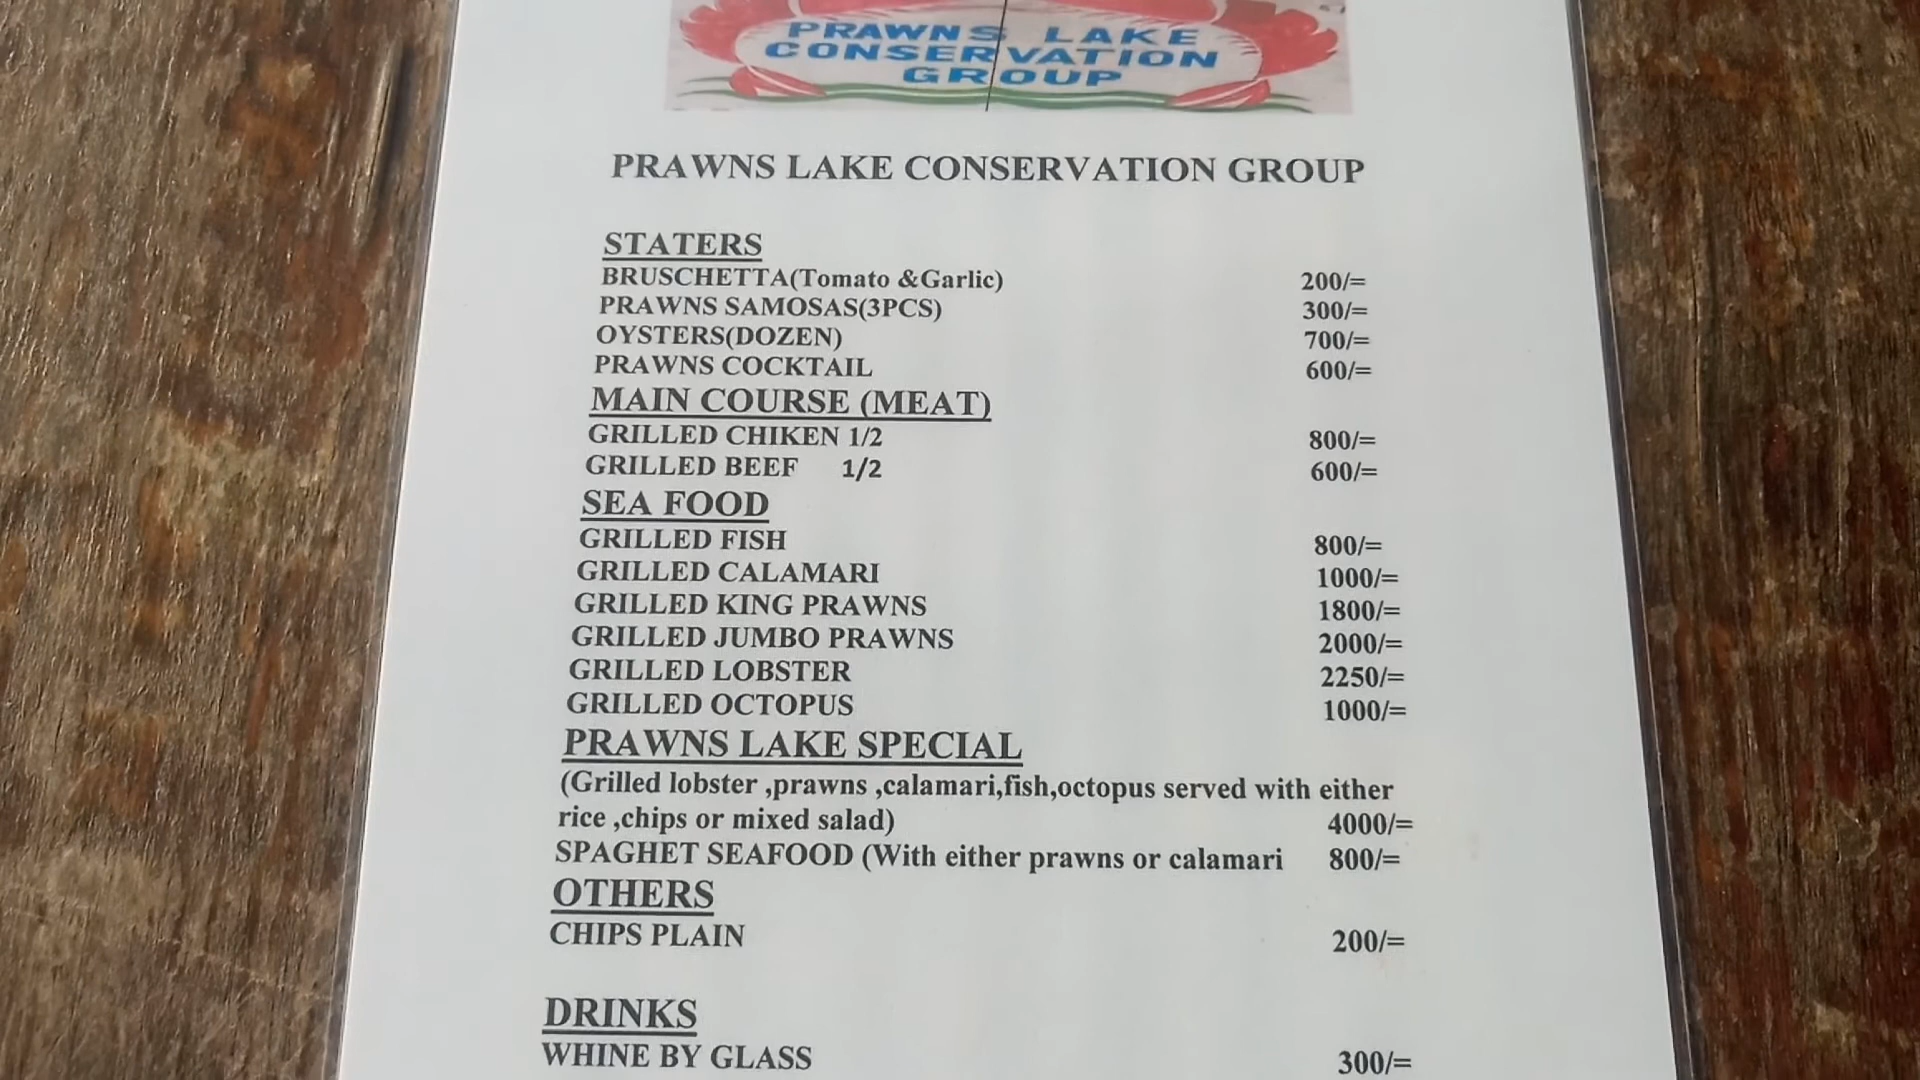 PRAWNS LAKE
CONSERVATION
GROUP
PRAWNS LAKE CONSERVATION GROUP
STATERS
BRUSCHETTA(Tomato &Garlic) 200/=
PRAWNS SAMOSAS(3PCS) 300/=
OYSTERS(DOZEN) 700/=
PRAWNS COCKTAIL 600/=
MAIN COURSE (MEAT)
GRILLED CHIKEN 1/2 800/=
GRILLED BEEF 1/2 600/=
SEA FOOD
GRILLED FISH 800/=
GRILLED CALAMARI 1000/=
GRILLED KING PRAWNS 1800/=
GRILLED JUMBO PRAWNS 2000/=
GRILLED LOBSTER 2250/=
GRILLED OCTOPUS 1000/=
PRAWNS LAKE SPECIAL
(Grilled lobster ,prawns ,calamari,fish,octopus served with either
rice ,chips or mixed salad) 4000/=
SPAGHET SEAFOOD (With either prawns or calamari 800/=
OTHERS
CHIPS PLAIN 200/=
DRINKS
WHINE BY GLASS 300/=